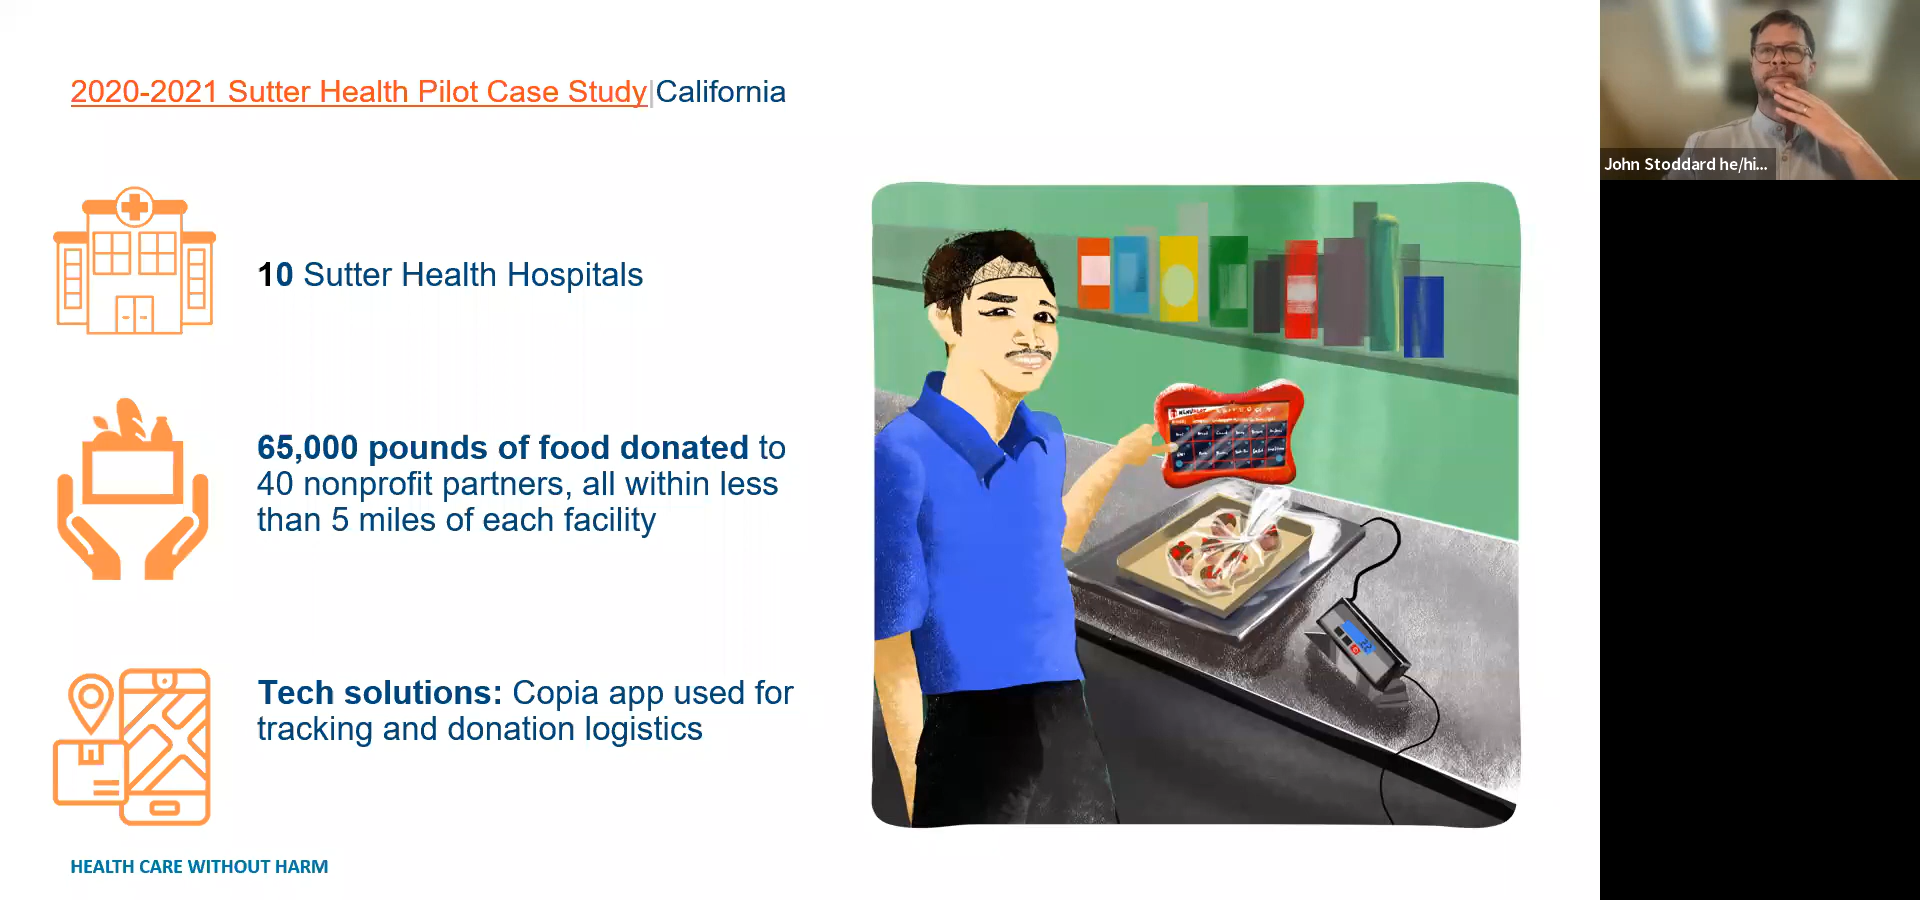 2020-2021 Sutter Health Pilot Case Study|California
John Stoddard he/hi...
10 Sutter Health Hospitals
65,000 pounds of food donated to
40 nonprofit partners, all within less
than 5 miles of each facility
Tech solutions: Copia app used for
tracking and donation logistics
HEALTH CARE WITHOUT HARM